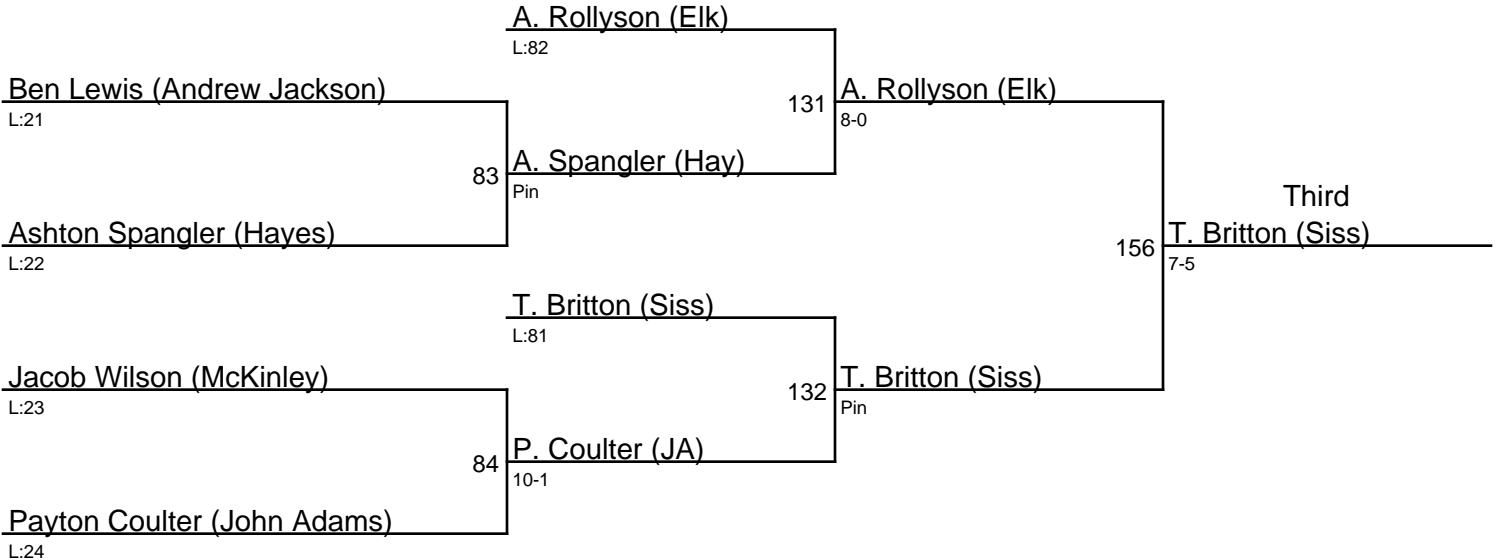 A. Rollyson (Elk)
L:82
Ben Lewis (Andrew Jackson)
L:21
131
A. Rollyson (Elk)
8-0
83
A. Spangler (Hay)
Pin
Third
Ashton Spangler (Hayes)
L:22
156
T. Britton (Siss)
7-5
T. Britton (Siss)
L:81
Jacob Wilson (McKinley)
L:23
132
T. Britton (Siss)
Pin
84
P. Coulter (JA)
10-1
Payton Coulter (John Adams)
L:24